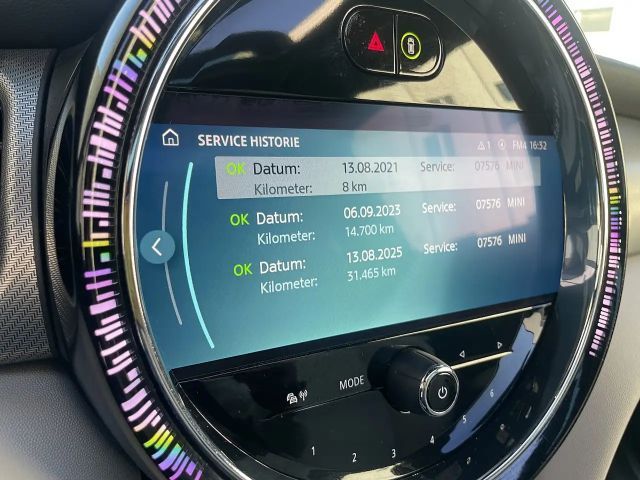 SERVICE HISTORIE 1 FM4 16:32
OK Datum: 13.08.2021 Service: 07576 MINI
Kilometer: 8 km
OK Datum: 06.09.2023 Service: 07576 MINI
Kilometer: 14.700 km
OK Datum: 13.08.2025 Service: 07576 MINI
Kilometer: 31.465 km
MODE
1 2 3 4 5 6